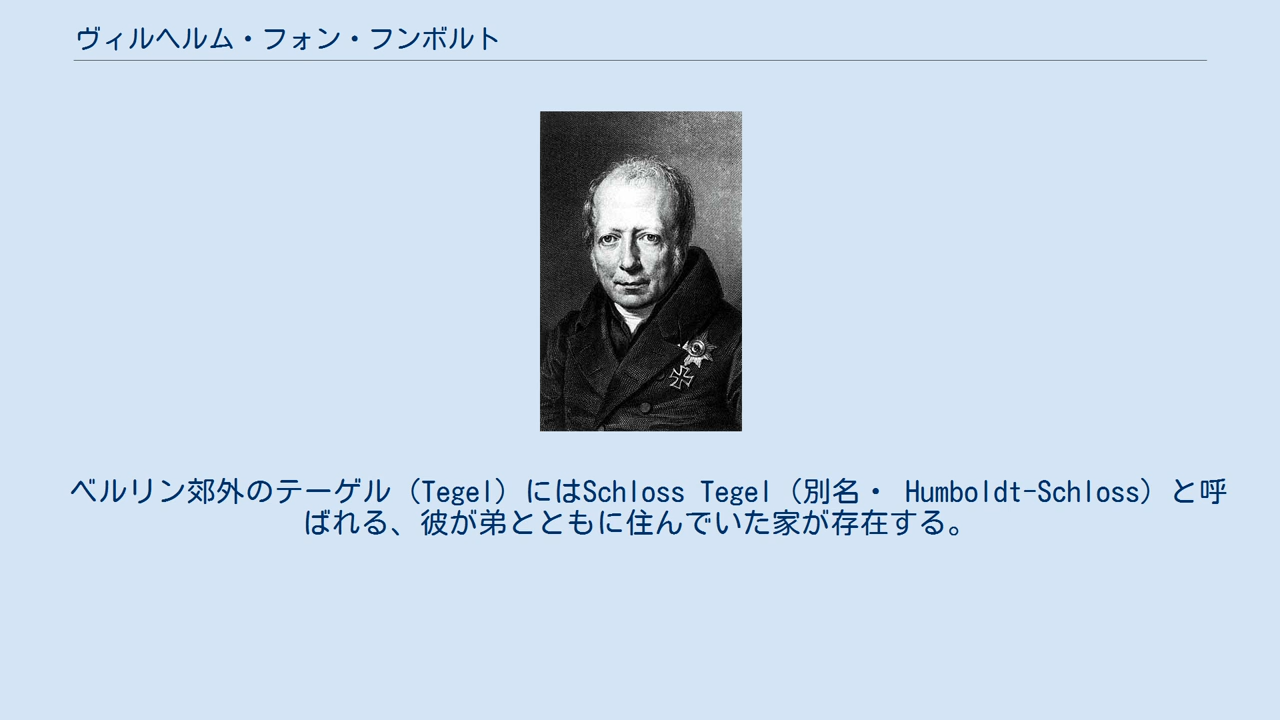 ヴィルヘルム・フォン・フンボルト
ベルリン郊外のテーゲル（Tegel）にはSchloss Tegel（別名・ Humboldt-Schloss）と呼
ばれる、彼が弟とともに住んでいた家が存在する。